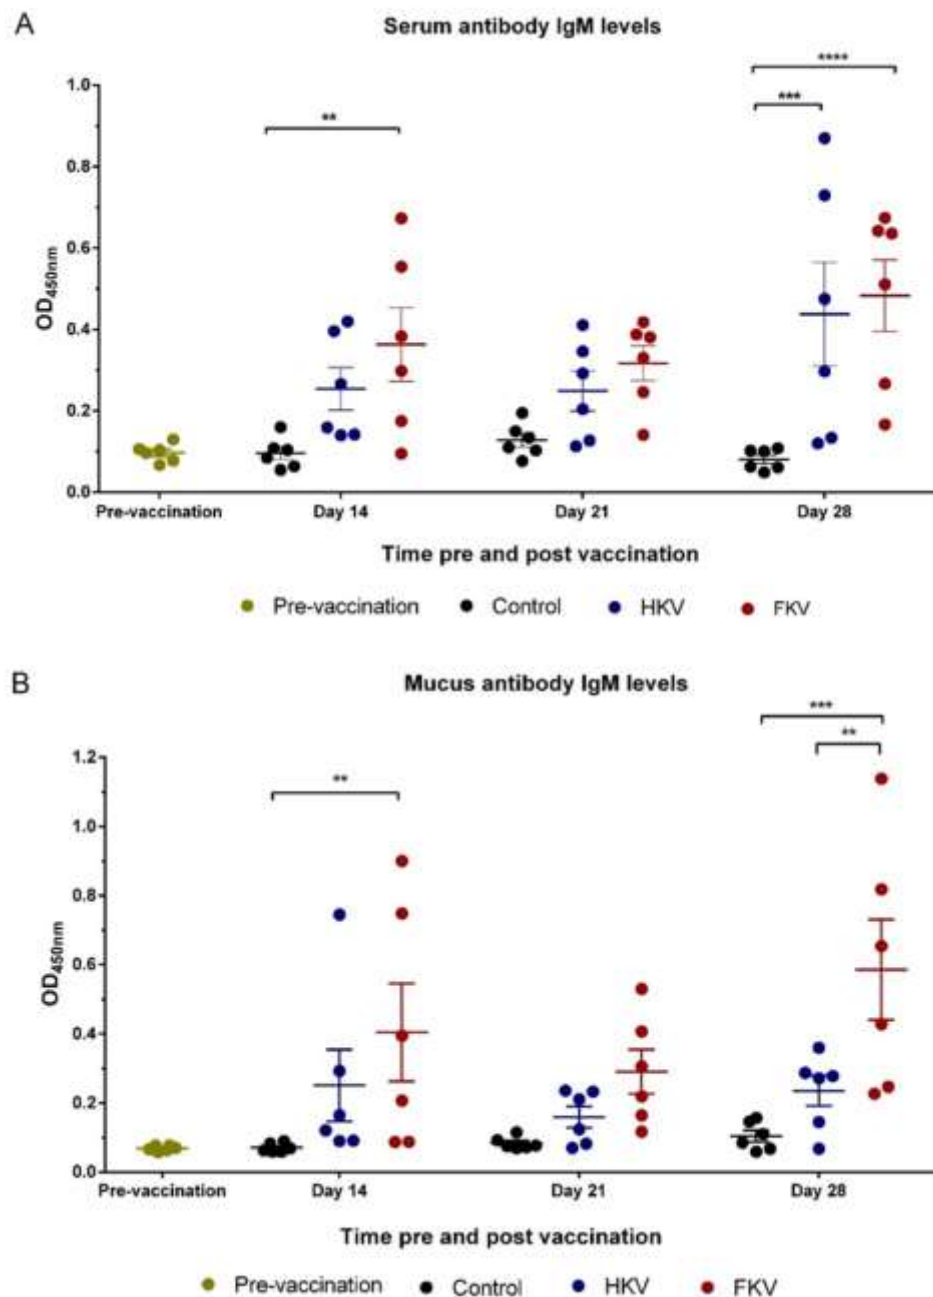 A
Serum antibody IgM levels
****
***
**
1.0
0.8
0.6
0.4
0.2
0.0
OD450nm
Pre-vaccination Day 14 Day 21 Day 28
Time pre and post vaccination
Pre-vaccination Control HKV FKV
B
Mucus antibody IgM levels
***
**
**
1.2
1.0
0.8
0.6
0.4
0.2
0.0
OD450nm
Pre-vaccination Day 14 Day 21 Day 28
Time pre and post vaccination
Pre-vaccination Control HKV FKV